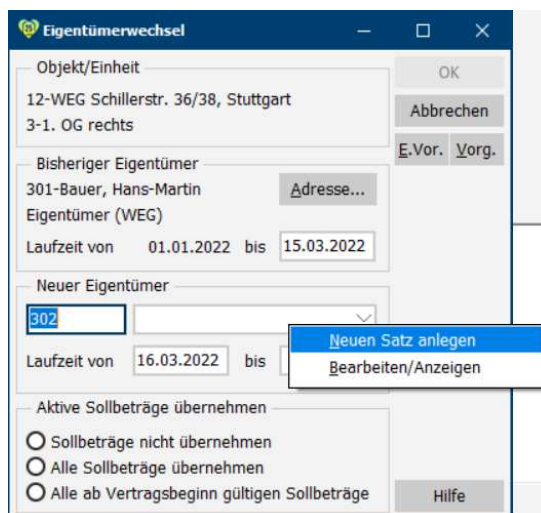 Eigentümerwechsel
Objekt/Einheit
12-WEG Schillerstr. 36/38, Stuttgart
3-1. OG rechts
OK
Abbrechen
E.Vor. Vorg.
Bisheriger Eigentümer
301-Bauer, Hans-Martin
Adresse...
Eigentümer (WEG)
Laufzeit von 01.01.2022 bis 15.03.2022
Neuer Eigentümer
302
Neuen Satz anlegen
Bearbeiten/Anzeigen
Laufzeit von 16.03.2022 bis
Aktive Sollbeträge übernehmen
Sollbeträge nicht übernehmen
Alle Sollbeträge übernehmen
Alle ab Vertragsbeginn gültigen Sollbeträge
Hilfe